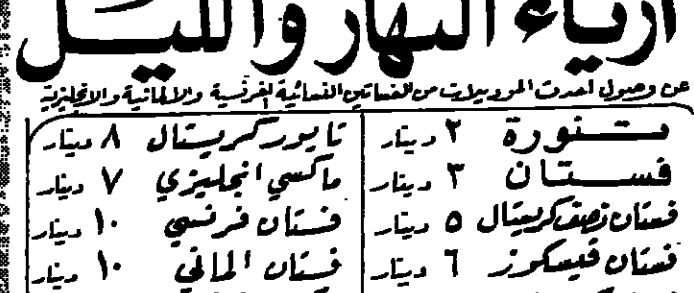 أزياء النهار والليل
عن وصول أحدث الموديلات من الفساتين النسائية الفرنسية والالمانية والانجليزية
تنورة ٢ دينار
فستان ٣ دينار
فستان نصف كريستال ٥ دينار
فستان فيسكوز ٦ دينار
تايور كريستال ٨ دينار
ماكسي انجليزي ٧ دينار
فستان فرنسي ١٠ دينار
فستان الماني ١٠ دينار